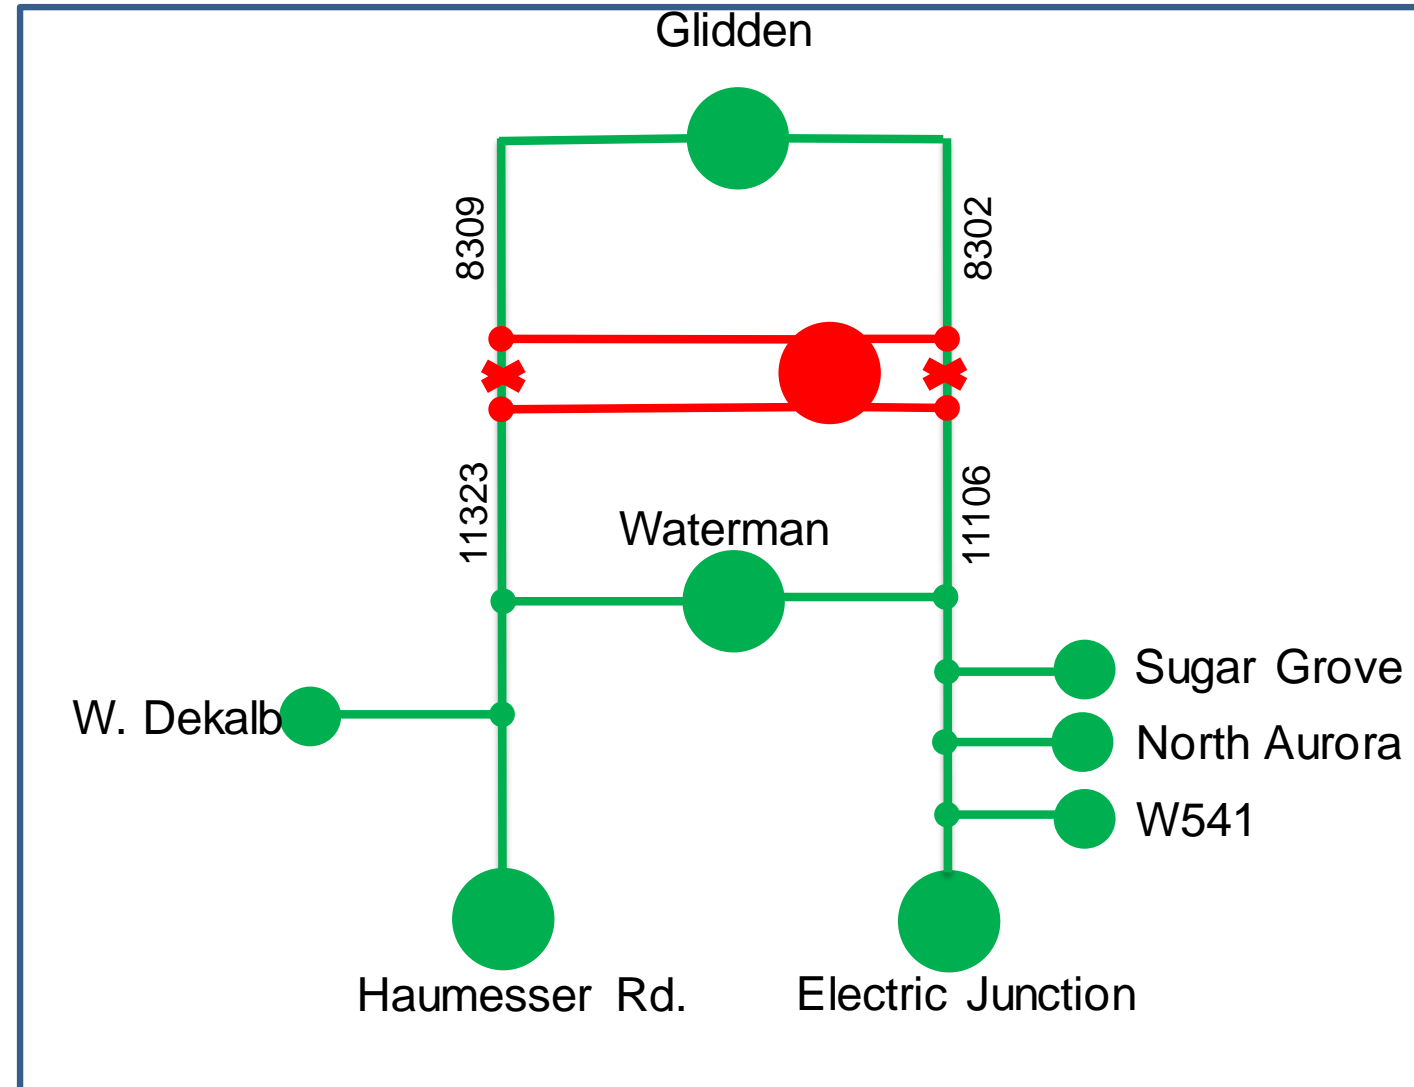 Glidden
8309
8302
11323
11106
Waterman
Sugar Grove
W. Dekalb
North Aurora
W541
Haumesser Rd.
Electric Junction